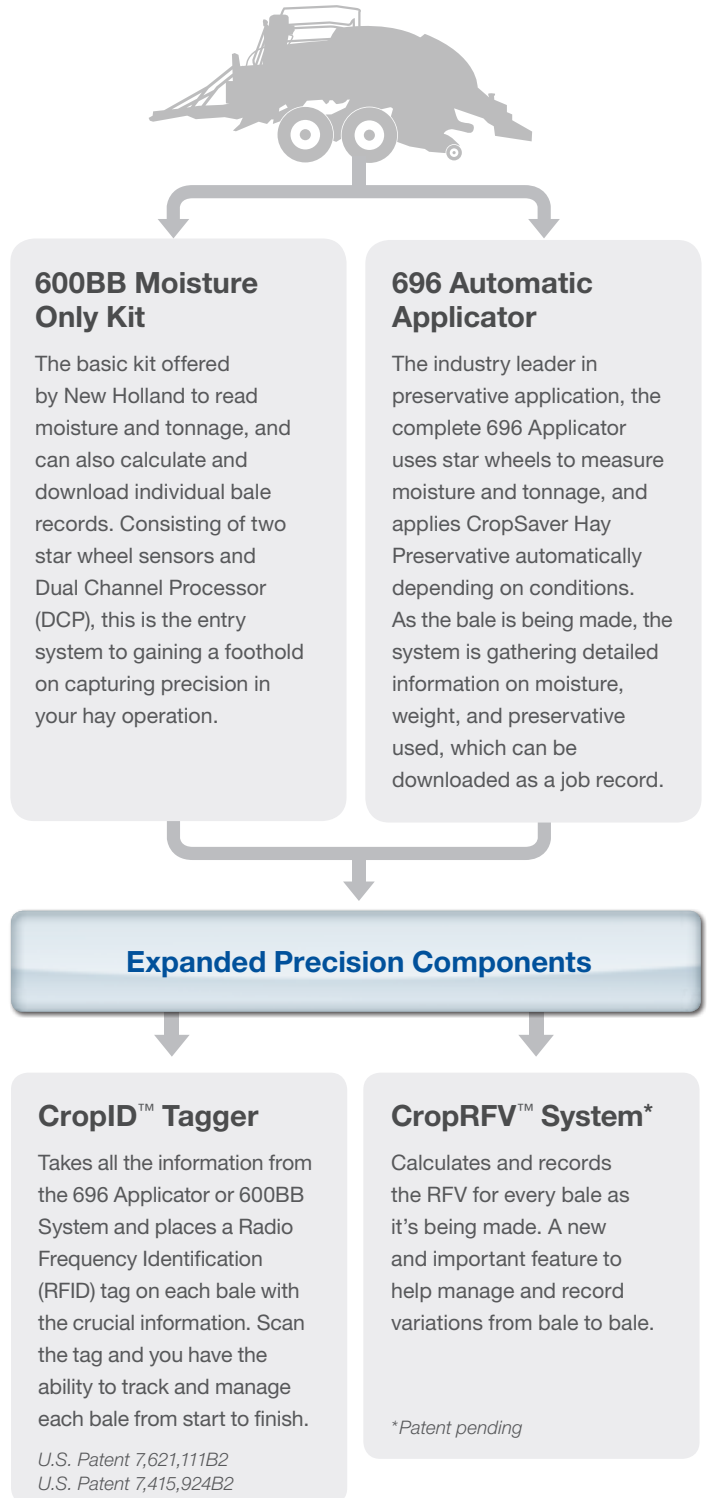 600BB Moisture
Only Kit
The basic kit offered
by New Holland to read
moisture and tonnage, and
can also calculate and
download individual bale
records. Consisting of two
star wheel sensors and
Dual Channel Processor
(DCP), this is the entry
system to gaining a foothold
on capturing precision in
your hay operation.
696 Automatic
Applicator
The industry leader in
preservative application, the
complete 696 Applicator
uses star wheels to measure
moisture and tonnage, and
applies CropSaver Hay
Preservative automatically
depending on conditions.
As the bale is being made, the
system is gathering detailed
information on moisture,
weight, and preservative
used, which can be
downloaded as a job record.
Expanded Precision Components
CropID™ Tagger
Takes all the information from
the 696 Applicator or 600BB
System and places a Radio
Frequency Identification
(RFID) tag on each bale with
the crucial information. Scan
the tag and you have the
ability to track and manage
each bale from start to finish.
U.S. Patent 7,621,111B2
U.S. Patent 7,415,924B2
CropRFV™ System*
Calculates and records
the RFV for every bale as
it's being made. A new
and important feature to
help manage and record
variations from bale to bale.
*Patent pending